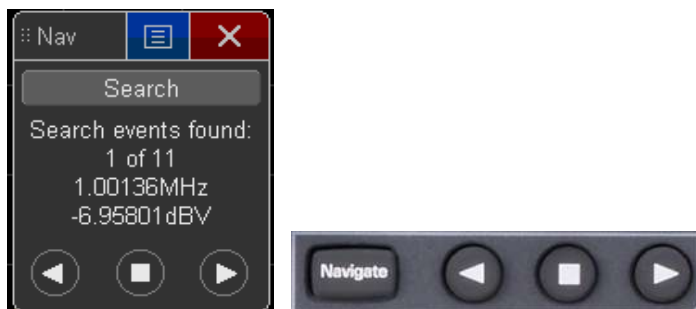 Nav
Search
Search events found:
1 of 11
1.00136MHz
-6.95801dBV
Navigate